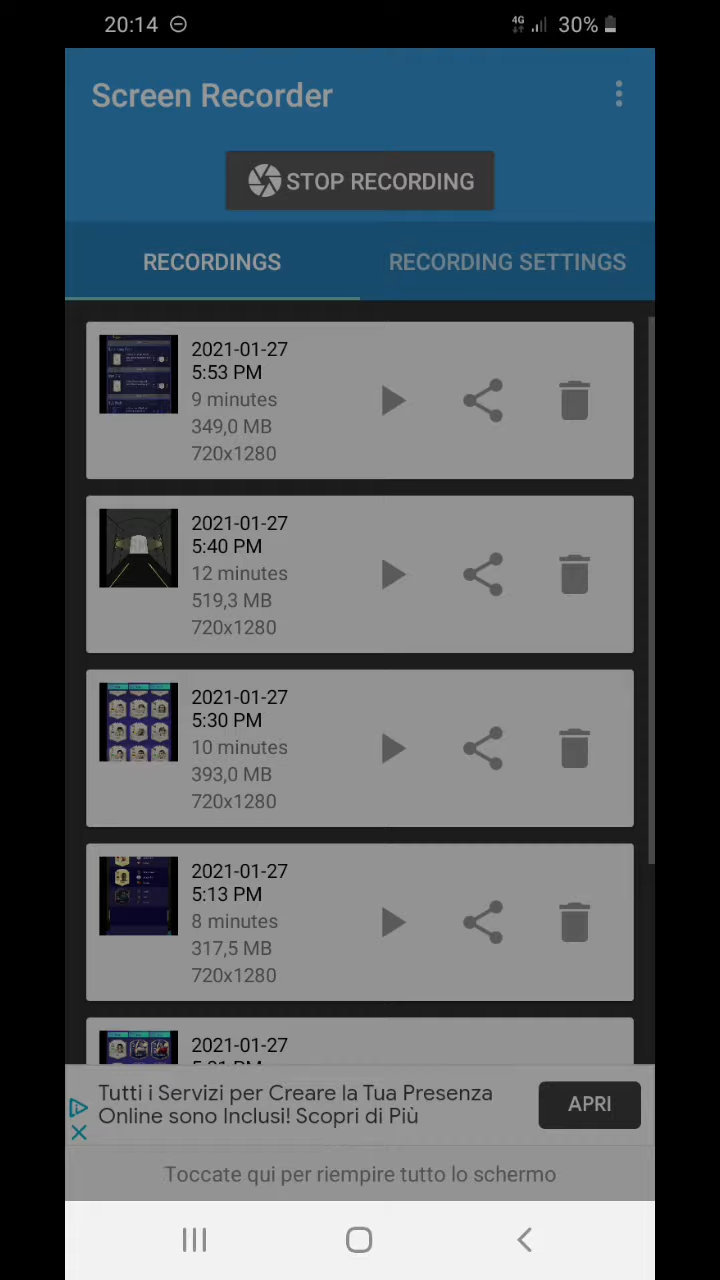 20:14
4G
30%
Screen Recorder
STOP RECORDING
RECORDINGS
RECORDING SETTINGS
2021-01-27
5:53 PM
9 minutes
349,0 MB
720x1280
2021-01-27
5:40 PM
12 minutes
519,3 MB
720x1280
2021-01-27
5:30 PM
10 minutes
393,0 MB
720x1280
2021-01-27
5:13 PM
8 minutes
317,5 MB
720x1280
2021-01-27
Tutti i Servizi per Creare la Tua Presenza
Online sono Inclusi! Scopri di Più
APRI
Toccate qui per riempire tutto lo schermo